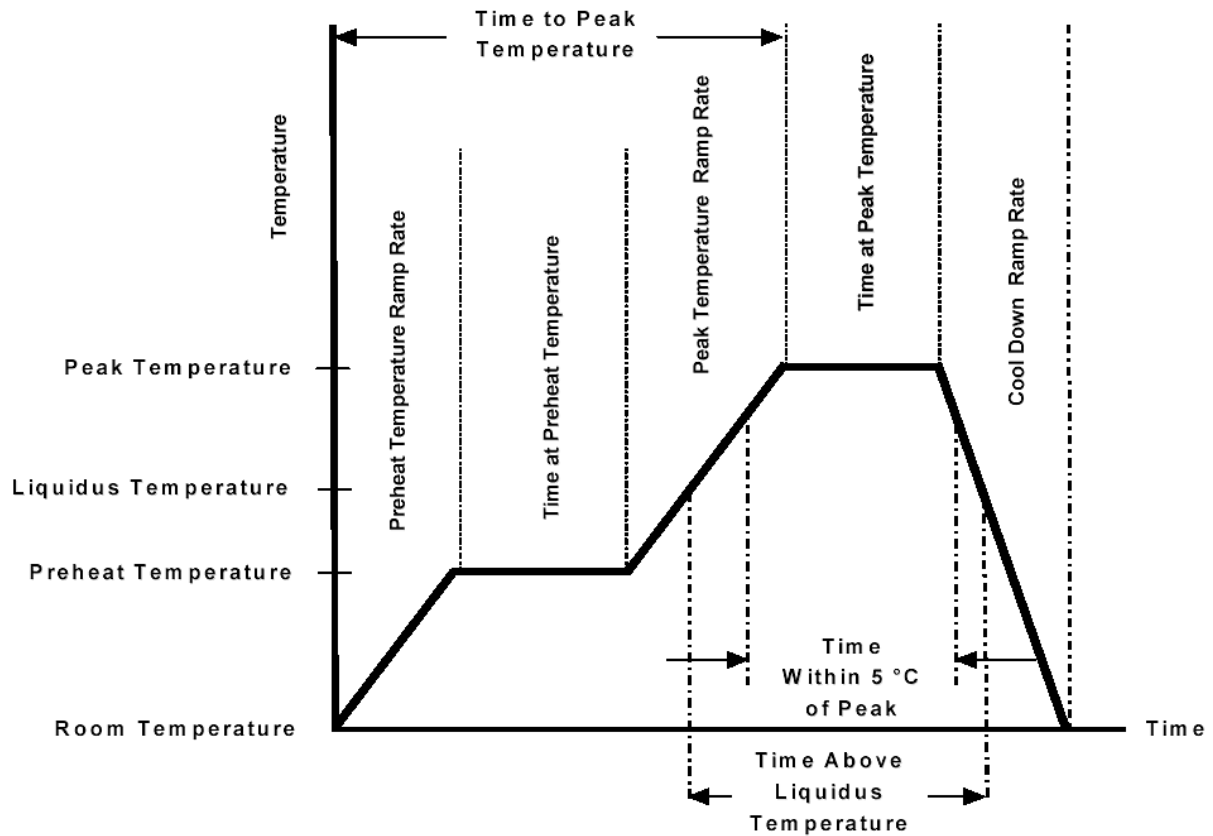 Time to Peak
Temperature
Temperature
Preheat Temperature Ramp Rate
Time at Preheat Temperature
Peak Temperature Ramp Rate
Time at Peak Temperature
Cool Down Ramp Rate
Peak Temperature
Liquidus Temperature
Preheat Temperature
Room Temperature
Time
Within 5 °C
of Peak
Time
Time Above
Liquidus
Temperature